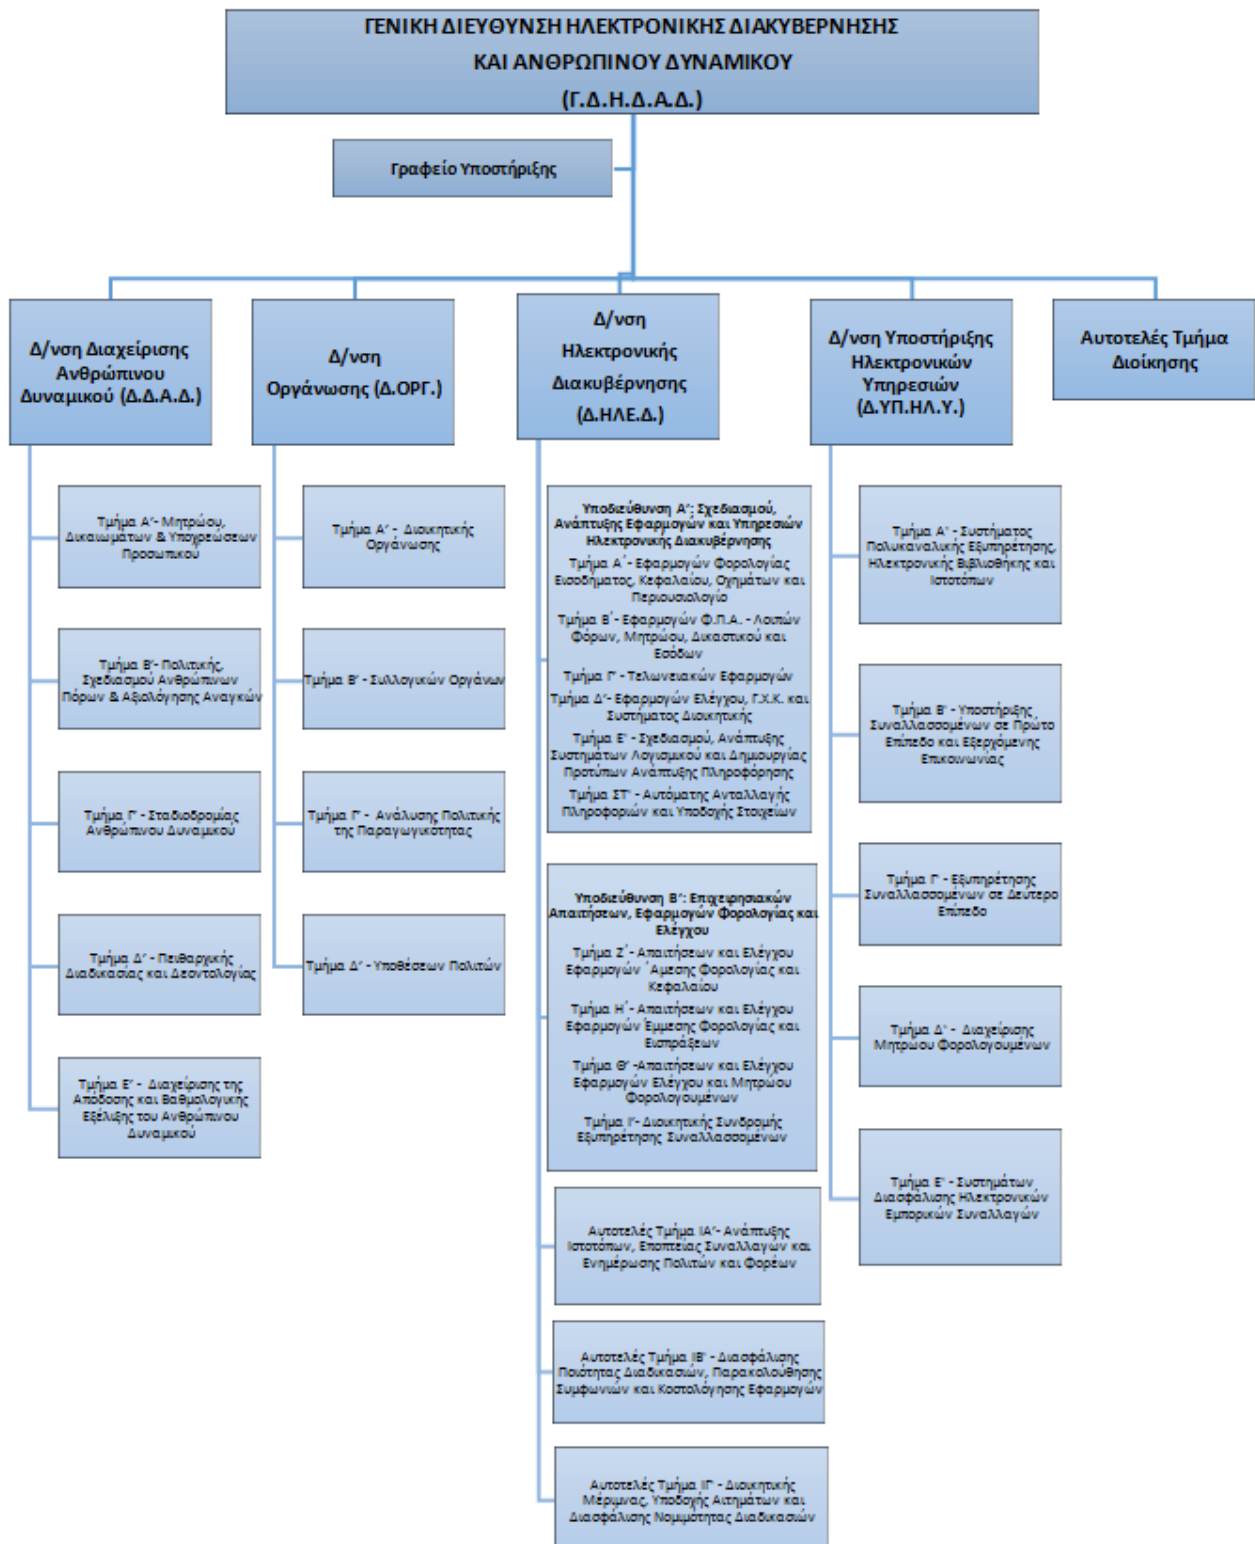 ΓΕΝΙΚΗ ΔΙΕΥΘΥΝΣΗ ΗΛΕΚΤΡΟΝΙΚΗΣ ΔΙΑΚΥΒΕΡΝΗΣΗΣ
ΚΑΙ ΑΝΘΡΩΠΙΝΟΥ ΔΥΝΑΜΙΚΟΥ
(Γ.Δ.Η.Δ.Α.Δ.)
Γραφείο Υποστήριξης
Δ/νση Διαχείρισης
Ανθρώπινου
Δυναμικού (Δ.Δ.Α.Δ.)
Τμήμα Α'- Μητρώου,
Δικαιωμάτων & Υποχρεώσεων
Προσωπικού
Τμήμα Β'- Πολιτικής,
Σχεδιασμού Ανθρώπινων
Πόρων & Αξιολόγησης Αναγκών
Τμήμα Γ' - Σταδιοδρομίας
Ανθρώπινου Δυναμικού
Τμήμα Δ' - Πειθαρχικής
Διαδικασίας και Δεοντολογίας
Τμήμα Ε' - Διαχείρισης της
Απόδοσης και Βαθμολογικής
Εξέλιξης του Ανθρώπινου
Δυναμικού
Δ/νση
Οργάνωσης (Δ.ΟΡΓ.)
Τμήμα Α' - Διοικητικής
Οργάνωσης
Τμήμα Β' - Συλλογικών Οργάνων
Τμήμα Γ' - Ανάλυσης Πολιτικής
της Παραγωγικότητας
Τμήμα Δ' - Υποθέσεων Πολιτών
Δ/νση
Ηλεκτρονικής
Διακυβέρνησης
(Δ.ΗΛΕ.Δ.)
Υποδιεύθυνση Α': Σχεδιασμού,
Ανάπτυξης Εφαρμογών και Υπηρεσιών
Ηλεκτρονικής Διακυβέρνησης
Τμήμα Α΄ - Εφαρμογών Φορολογίας
Εισοδήματος, Κεφαλαίου, Οχημάτων και
Περιουσιολογίο
Τμήμα Β΄ - Εφαρμογών Φ.Π.Α. - Λοιπών
Φόρων, Μητρώου, Δικαστικού και
Εσόδων
Τμήμα Γ' - Τελωνειακών Εφαρμογών
Τμήμα Δ'- Εφαρμογών Ελέγχου, Γ.Χ.Κ. και
Συστήματος Διοικητικής
Τμήμα Ε' - Σχεδιασμού, Ανάπτυξης
Συστημάτων Λογισμικού και Δημιουργίας
Προτύπων Ανάπτυξης Πληροφόρησης
Τμήμα ΣΤ' - Αυτόματης Ανταλλαγής
Πληροφοριών και Υποδοχής Στοιχείων
Υποδιεύθυνση Β': Επιχειρησιακών
Απαιτήσεων, Εφαρμογών Φορολογίας και
Ελέγχου
Τμήμα Ζ΄ - Απαιτήσεων και Ελέγχου
Εφαρμογών Άμεσης Φορολογίας και
Κεφαλαίου
Τμήμα Η΄ - Απαιτήσεων και Ελέγχου
Εφαρμογών Έμμεσης Φορολογίας και
Εισπράξεων
Τμήμα Θ' -Απαιτήσεων και Ελέγχου
Εφαρμογών Ελέγχου και Μητρώου
Φορολογουμένων
Τμήμα Ι'- Διοικητικής Συνδρομής
Εξυπηρέτησης Συναλλασσομένων
Αυτοτελές Τμήμα ΙΑ'- Ανάπτυξης
Ιστοτόπων, Εποπτείας Συναλλαγών και
Ενημέρωσης Πολιτών και Φορέων
Αυτοτελές Τμήμα ΙΒ' - Διασφάλισης
Ποιότητας Διαδικασιών, Παρακολούθησης
Συμφωνιών και Κοστολόγησης Εφαρμογών
Αυτοτελές Τμήμα ΙΓ' - Διοικητικής
Μέριμνας, Υποδοχής Αιτημάτων και
Διασφάλισης Νομιμότητας Διαδικασιών
Δ/νση Υποστήριξης
Ηλεκτρονικών
Υπηρεσιών
(Δ.ΥΠ.ΗΛ.Υ.)
Τμήμα Α' - Συστήματος
Πολυκαναλικής Εξυπηρέτησης,
Ηλεκτρονικής Βιβλιοθήκης και
Ιστοτόπων
Τμήμα Β' - Υποστήριξης
Συναλλασσομένων σε Πρώτο
Επίπεδο και Εξερχόμενης
Επικοινωνίας
Τμήμα Γ' - Εξυπηρέτησης
Συναλλασσομένων σε Δεύτερο
Επίπεδο
Τμήμα Δ' - Διαχείρισης
Μητρώου Φορολογουμένων
Τμήμα Ε' - Συστημάτων
Διασφάλισης Ηλεκτρονικών
Εμπορικών Συναλλαγών
Αυτοτελές Τμήμα
Διοίκησης